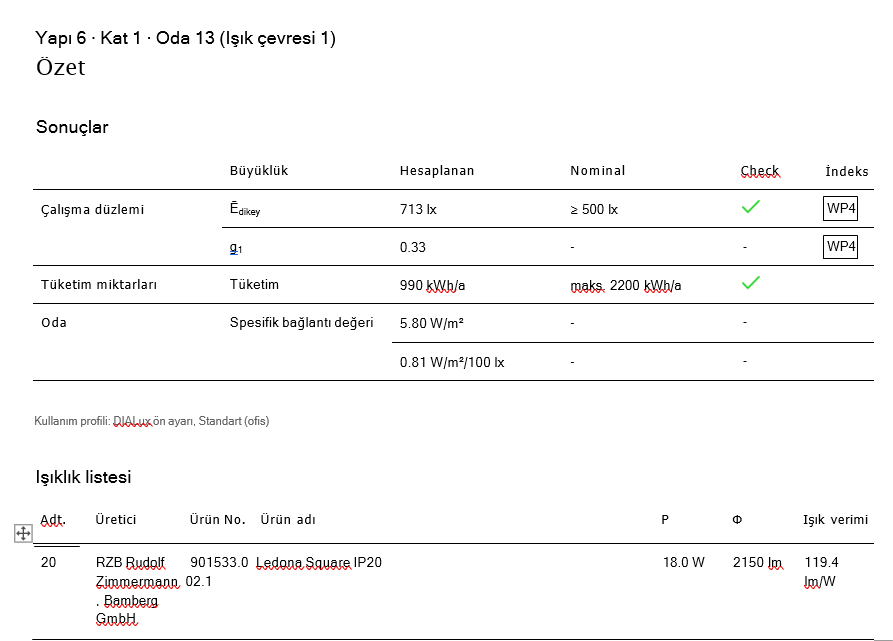 Yapı 6 · Kat 1 · Oda 13 (Işık çevresi 1)
Özet
Sonuçlar
Büyüklük Hesaplanan Nominal Check İndeks
Çalışma düzlemi Ēdikey 713 lx ≥ 500 lx ✓ WP4
g1 0.33 - - WP4
Tüketim miktarları Tüketim 990 kWh/a maks. 2200 kWh/a ✓
Oda Spesifik bağlantı değeri 5.80 W/m² - -
0.81 W/m²/100 lx - -
Kullanım profili: DIALux ön ayarı, Standart (ofis)
Işıklık listesi
Adt. Üretici Ürün No. Ürün adı P Φ Işık verimi
20 RZB Rudolf 901533.0 Ledona Square IP20 18.0 W 2150 lm 119.4
Zimmermann 02.1 lm/W
, Bamberg
GmbH